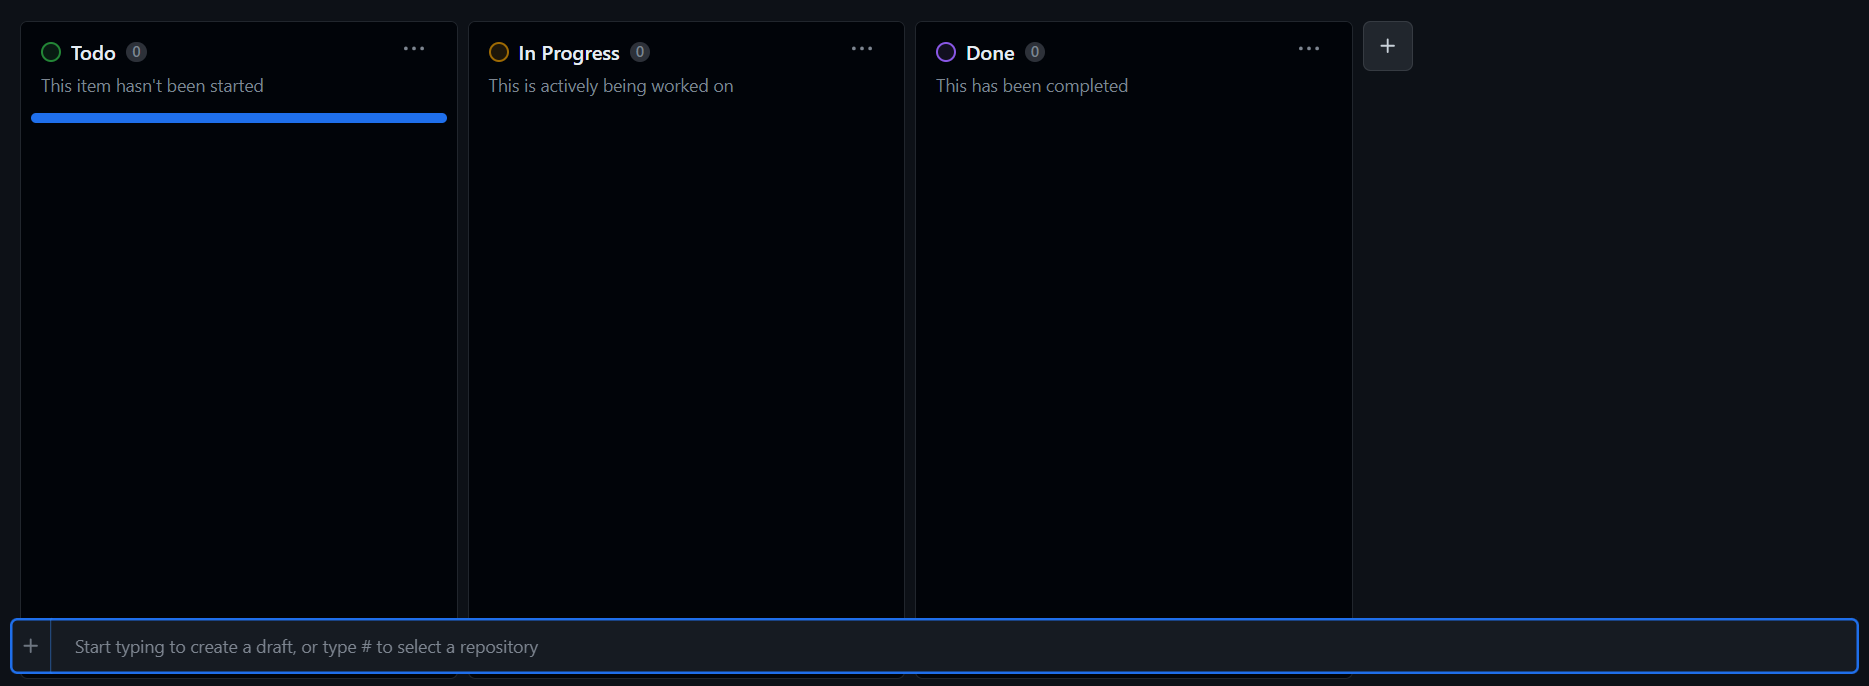 Todo 0
This item hasn't been started
In Progress 0
This is actively being worked on
Done 0
This has been completed
Start typing to create a draft, or type # to select a repository